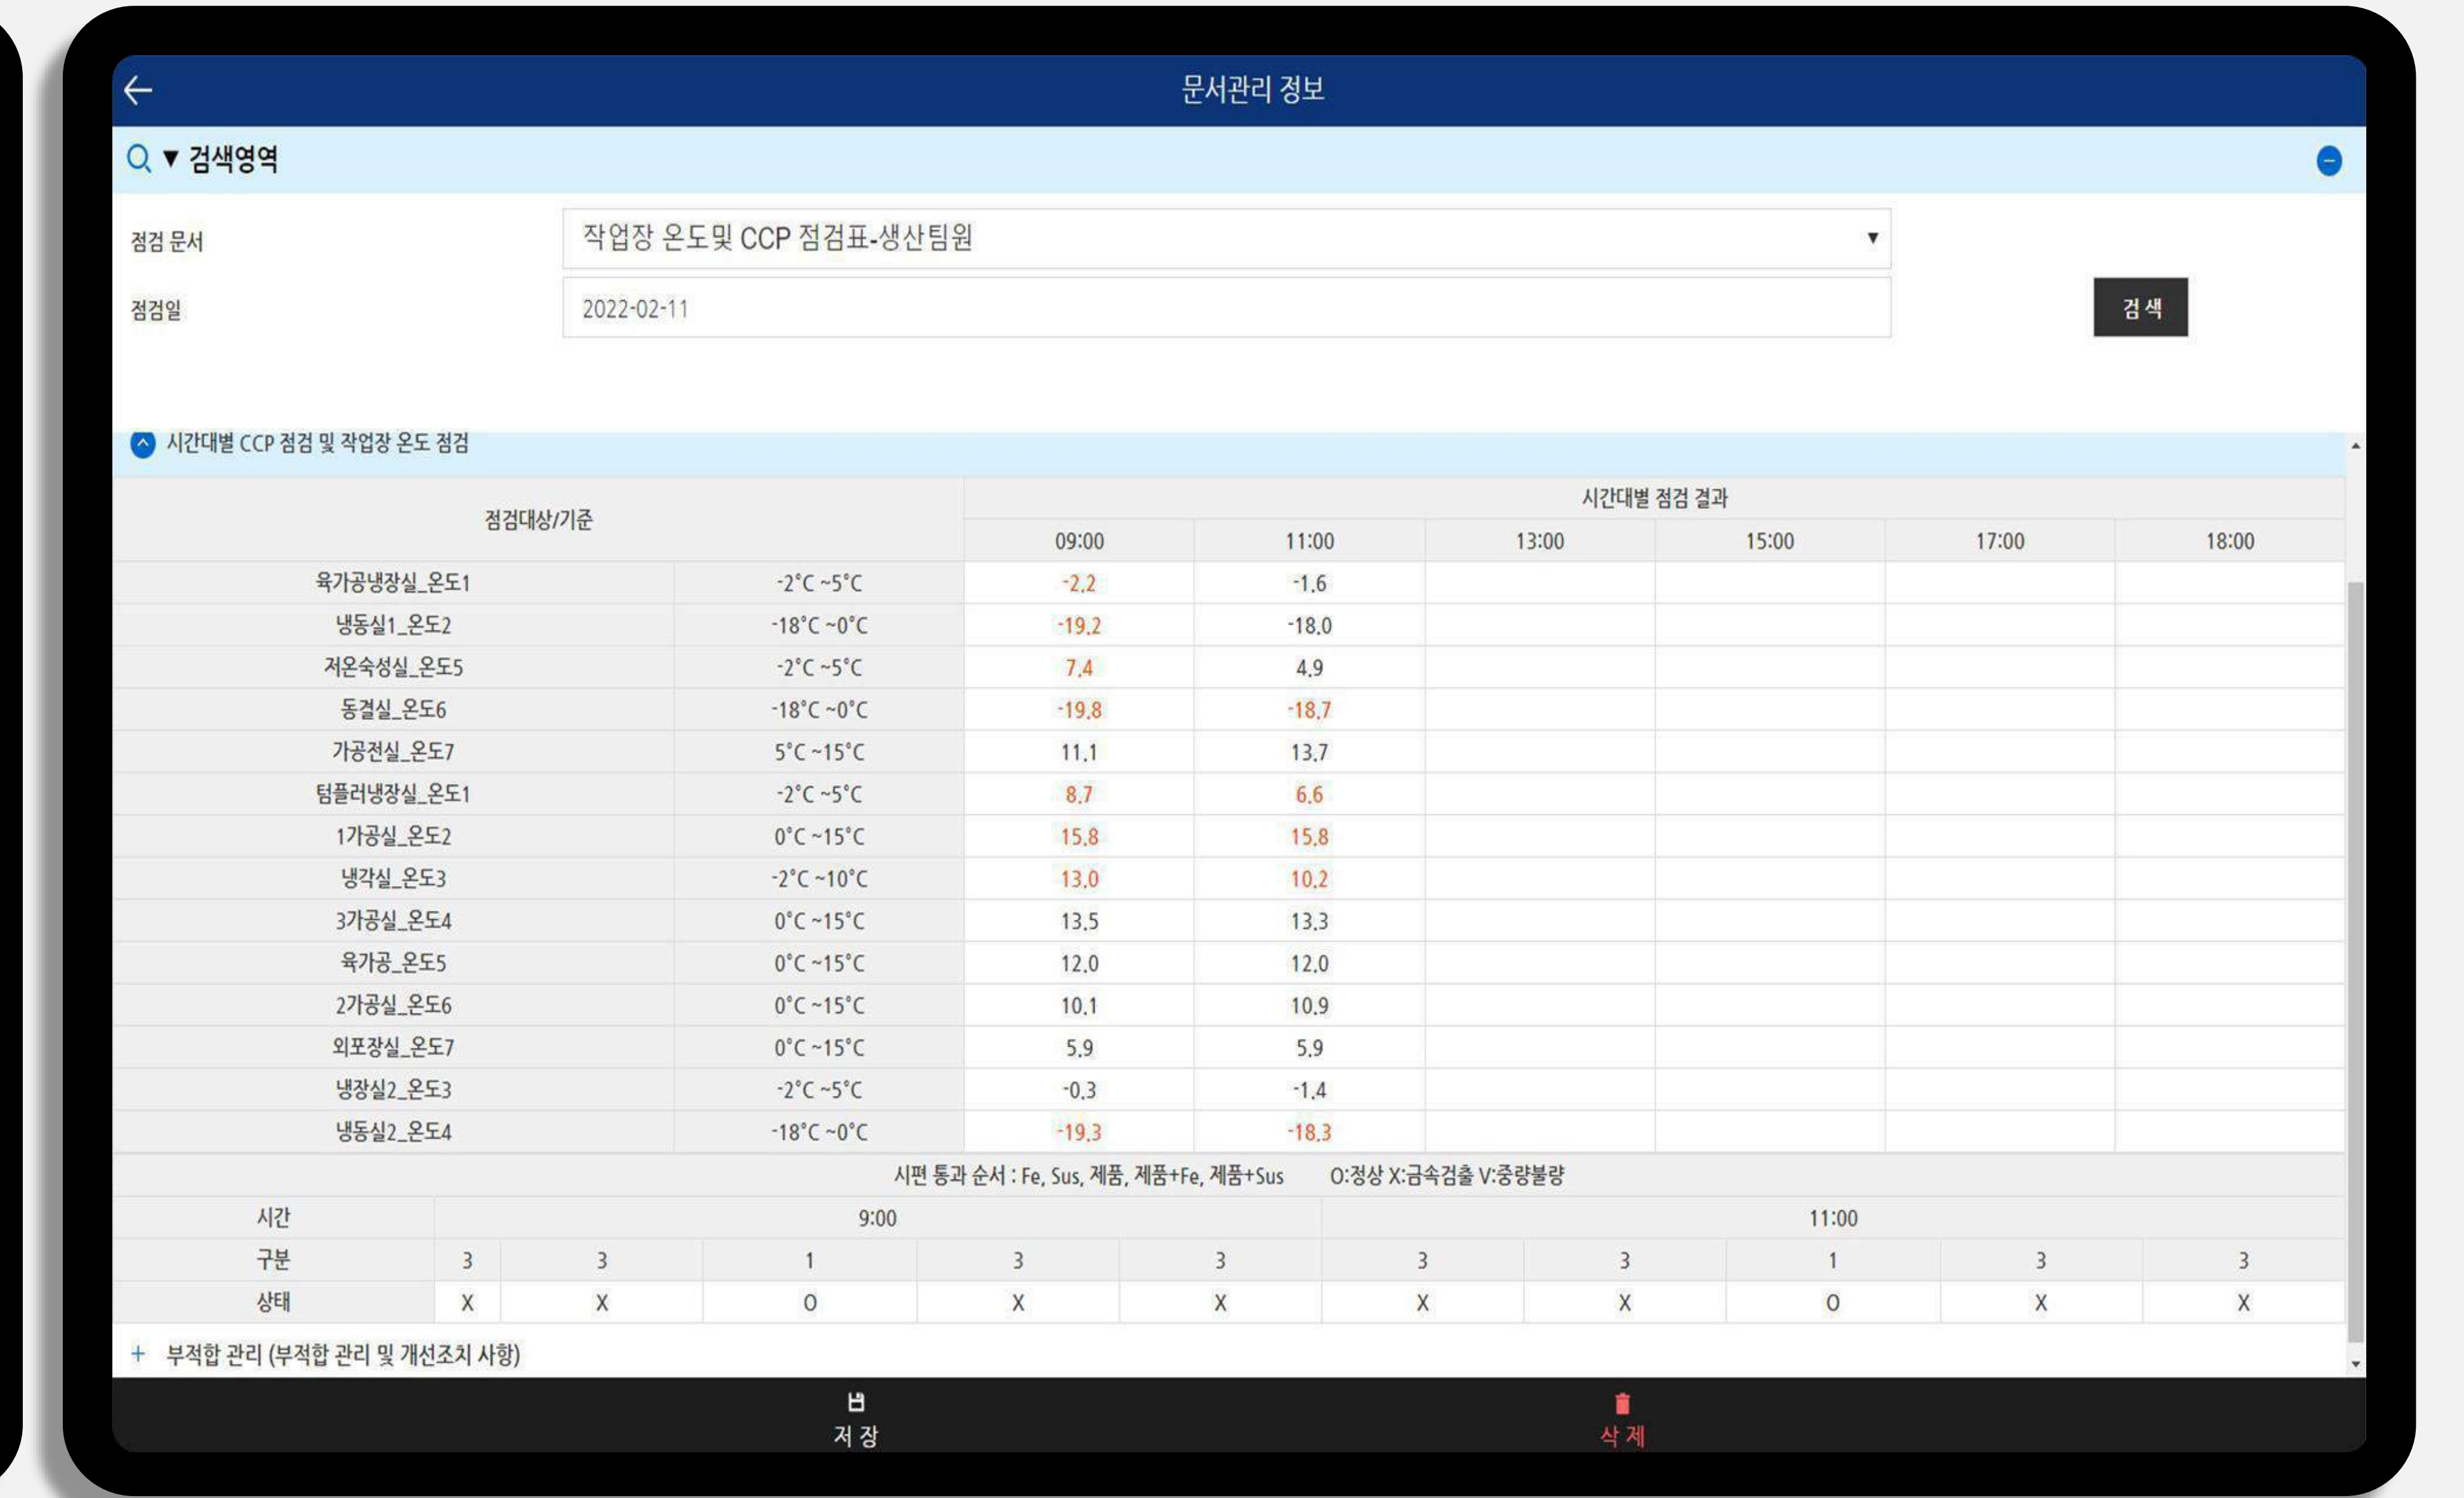 문서관리 정보
▼ 검색영역
점검 문서 작업장 온도및 CCP 점검표-생산팀원 ▼
점검일 2022-02-11 검 색
시간대별 CCP 점검 및 작업장 온도 점검
점검대상/기준 시간대별 점검 결과
09:00 11:00 13:00 15:00 17:00 18:00
육가공냉장실_온도1 -2°C ~5°C -2.2 -1.6
냉동실1_온도2 -18°C ~0°C -19.2 -18.0
저온숙성실_온도5 -2°C ~5°C 7.4 4.9
동결실_온도6 -18°C ~0°C -19.8 -18.7
가공전실_온도7 5°C ~15°C 11.1 13.7
텀플러냉장실_온도1 -2°C ~5°C 8.7 6.6
1가공실_온도2 0°C ~15°C 15.8 15.8
냉각실_온도3 -2°C ~10°C 13.0 10.2
3가공실_온도4 0°C ~15°C 13.5 13.3
육가공_온도5 0°C ~15°C 12.0 12.0
2가공실_온도6 0°C ~15°C 10.1 10.9
외포장실_온도7 0°C ~15°C 5.9 5.9
냉장실2_온도3 -2°C ~5°C -0.3 -1.4
냉동실2_온도4 -18°C ~0°C -19.3 -18.3
시편 통과 순서 : Fe, Sus, 제품, 제품+Fe, 제품+Sus O:정상 X:금속검출 V:중량불량
시간 9:00 11:00
구분 3 3 1 3 3 3 3 1 3 3
상태 X X O X X X X O X X
+ 부적합 관리 (부적합 관리 및 개선조치 사항)
저 장 삭 제